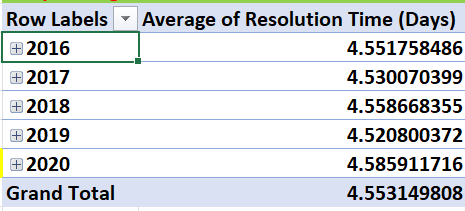 Row Labels Average of Resolution Time (Days)
2016 4.551758486
2017 4.530070399
2018 4.558668355
2019 4.520800372
2020 4.585911716
Grand Total 4.553149808